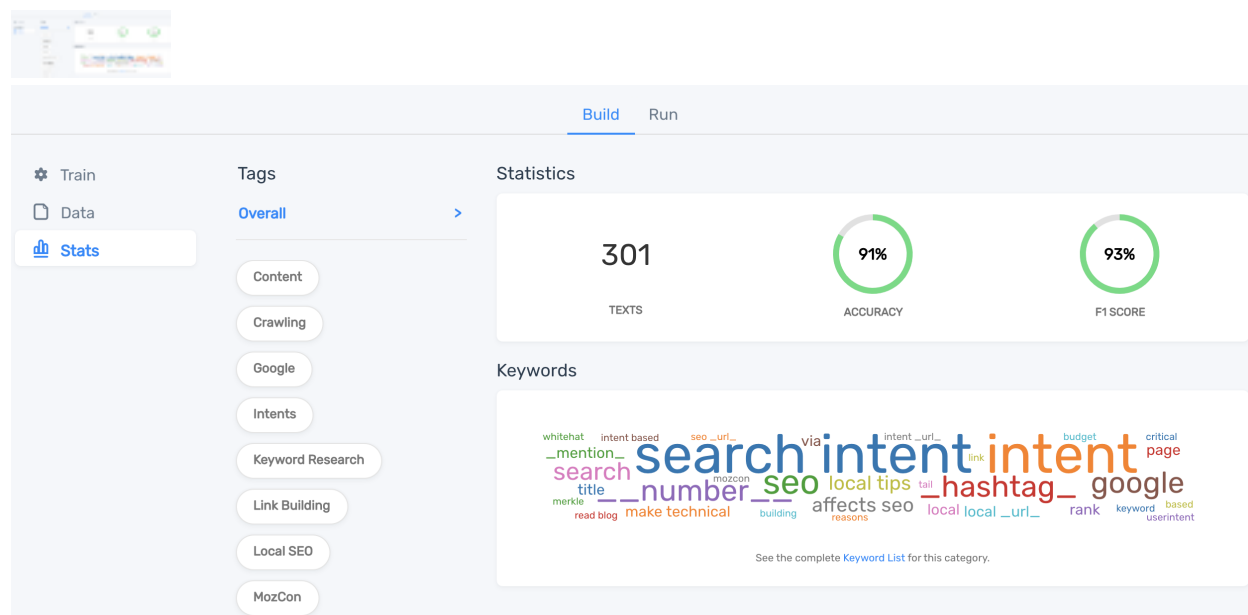 Build Run
Train
Data
Stats
Tags
Overall >
Content
Crawling
Google
Intents
Keyword Research
Link Building
Local SEO
MozCon
Statistics
301
TEXTS
91%
ACCURACY
93%
F1 SCORE
Keywords
whitehat intent based seo _url_ via intent _url_ budget critical
_mention_ search intent link intent page
search mozcon seo local tips tail _hashtag_ google
title __number__
merkle affects seo based
read blog make technical building reasons local local _url_ rank keyword userintent
See the complete Keyword List for this category.